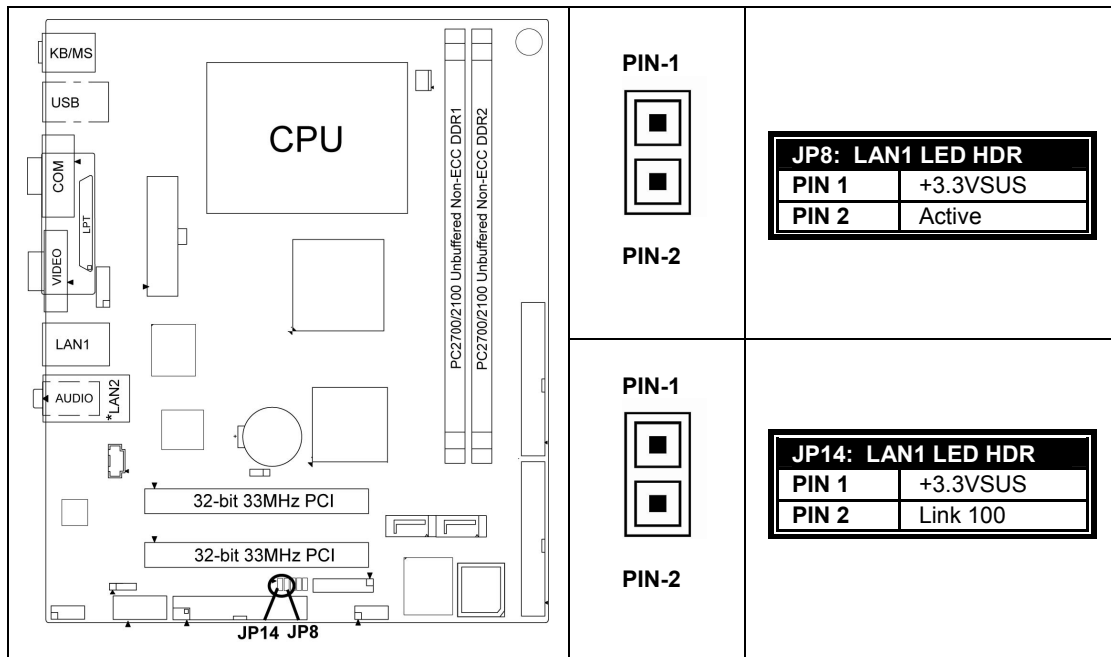 KB/MS
USB
COM
LPT
VIDEO
LAN1
AUDIO
*LAN2
CPU
PC2700/2100 Unbuffered Non-ECC DDR1
PC2700/2100 Unbuffered Non-ECC DDR2
32-bit 33MHz PCI
32-bit 33MHz PCI
JP14 JP8
PIN-1
PIN-2
JP8: LAN1 LED HDR
PIN 1 +3.3VSUS
PIN 2 Active
PIN-1
PIN-2
JP14: LAN1 LED HDR
PIN 1 +3.3VSUS
PIN 2 Link 100